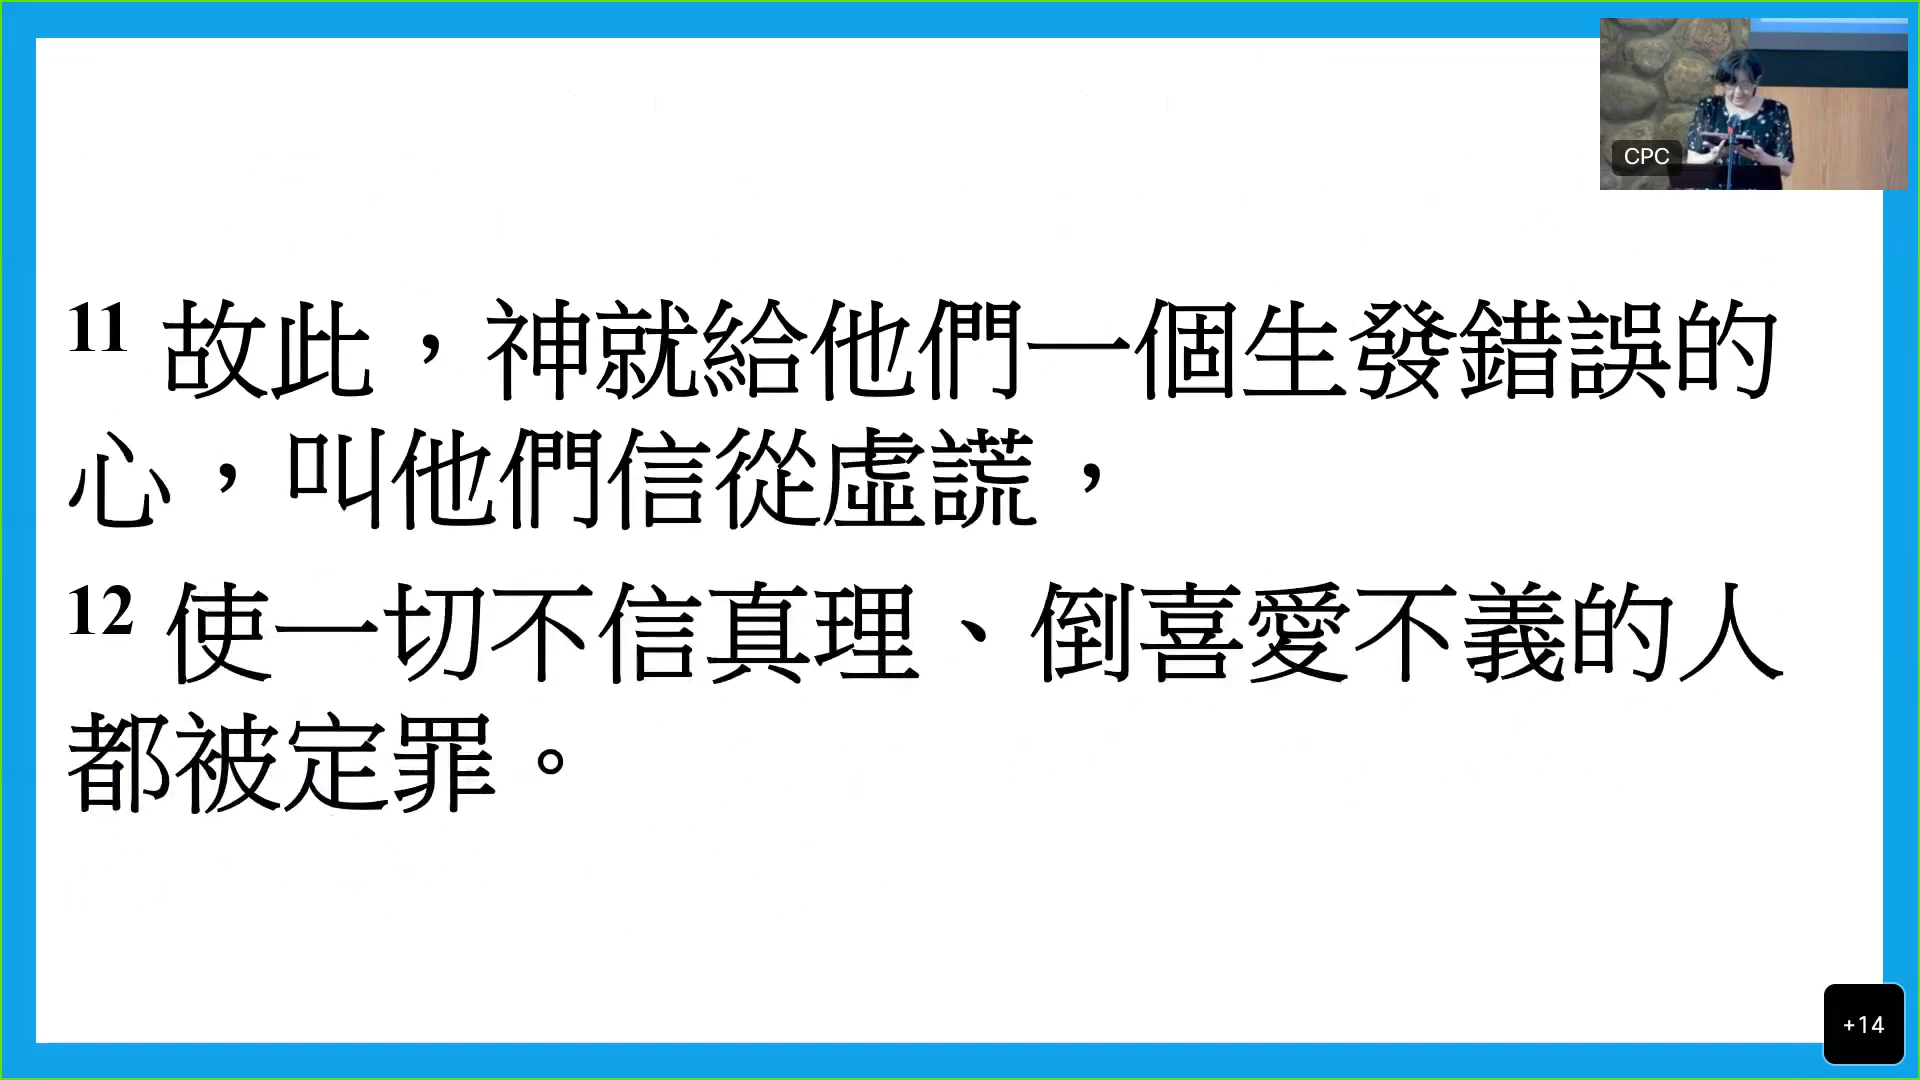 CPC
11 故此，神就給他們一個生發錯誤的
心，叫他們信從虛謊，
12 使一切不信真理、倒喜愛不義的人
都被定罪。
+14